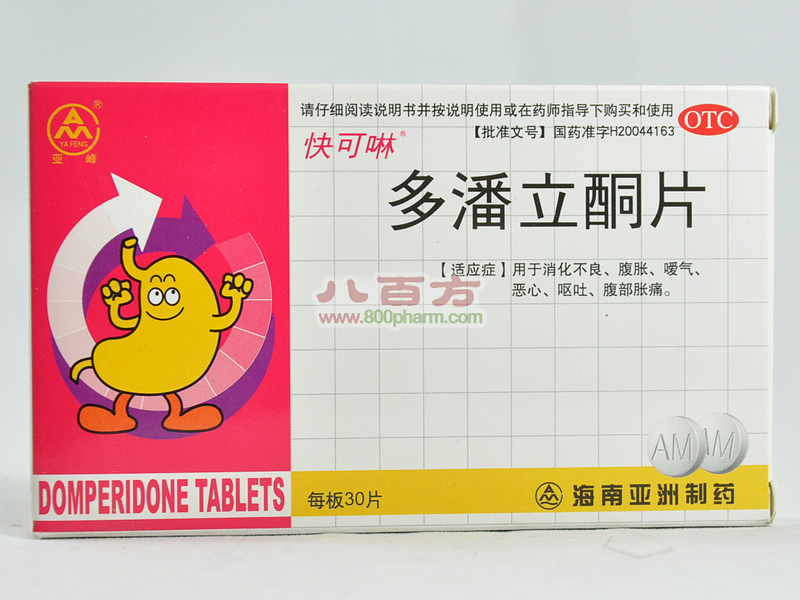 AM
®
YA FENG
亚峰
请仔细阅读说明书并按说明使用或在药师指导下购买和使用
【批准文号】国药准字H20044163
OTC
快可啉®
多潘立酮片
【适应症】用于消化不良、腹胀、嗳气、
恶心、呕吐、腹部胀痛。
八百方
www.800pharm.com
AM
AM
DOMPERIDONE TABLETS
每板30片
海南亚洲制药